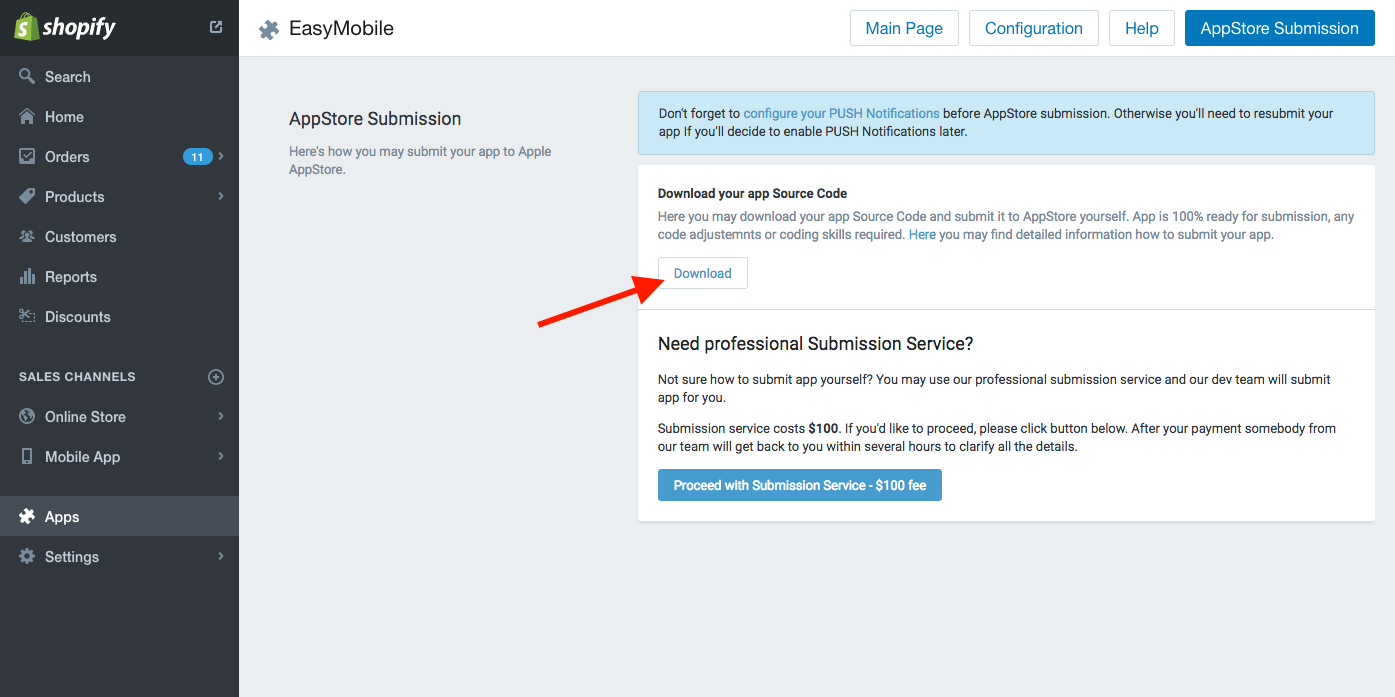 shopify
Search
Home
Orders 11
Products
Customers
Reports
Discounts
SALES CHANNELS
Online Store
Mobile App
Apps
Settings
EasyMobile
Main Page
Configuration
Help
AppStore Submission
AppStore Submission
Here's how you may submit your app to Apple
AppStore.
Don't forget to configure your PUSH Notifications before AppStore submission. Otherwise you'll need to resubmit your
app If you'll decide to enable PUSH Notifications later.
Download your app Source Code
Here you may download your app Source Code and submit it to AppStore yourself. App is 100% ready for submission, any
code adjustemnts or coding skills required. Here you may find detailed information how to submit your app.
Download
Need professional Submission Service?
Not sure how to submit app yourself? You may use our professional submission service and our dev team will submit
app for you.
Submission service costs $100. If you'd like to proceed, please click button below. After your payment somebody from
our team will get back to you within several hours to clarify all the details.
Proceed with Submission Service - $100 fee